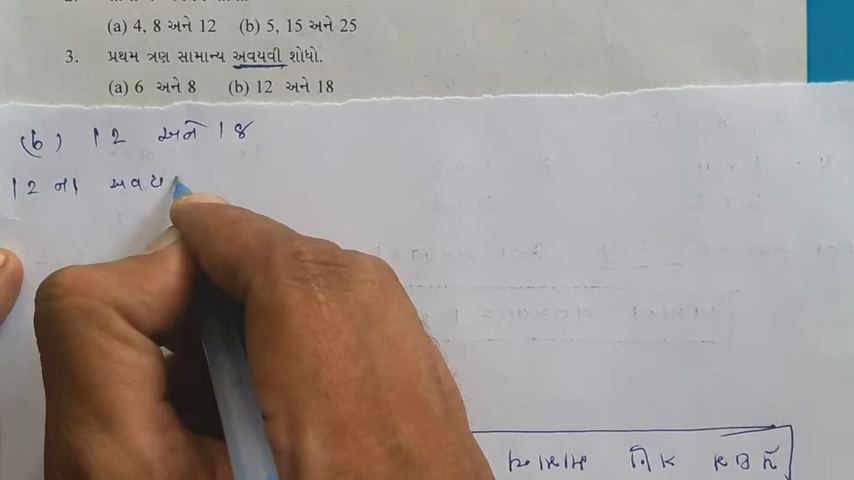 (a) 4, 8 અને 12 (b) 5, 15 અને 25
3. પ્રથમ ત્રણ સામાન્ય અવયવી શોધો.
(a) 6 અને 8 (b) 12 અને 18
(b) 12 અને 18
12 ના અવય